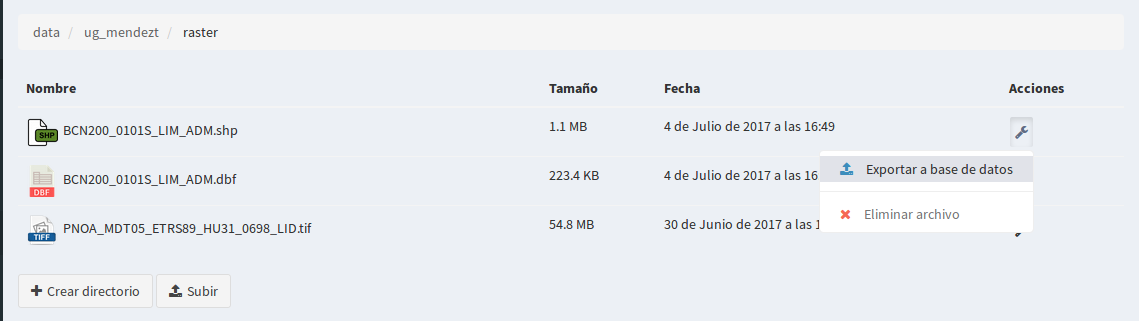 data / ug_mendezt / raster
Nombre Tamaño Fecha Acciones
SHP BCN200_0101S_LIM_ADM.shp 1.1 MB 4 de Julio de 2017 a las 16:49
Exportar a base de datos
DBF BCN200_0101S_LIM_ADM.dbf 223.4 KB 4 de Julio de 2017 a las 16
Eliminar archivo
TIFF PNOA_MDT05_ETRS89_HU31_0698_LID.tif 54.8 MB 30 de Junio de 2017 a las 1
Crear directorio Subir